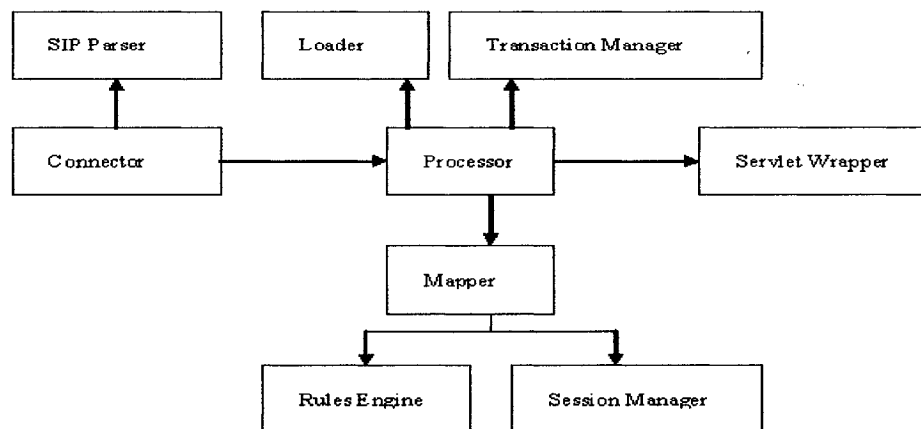 SIP Parser
Loader
Transaction Manager
Connector
Processor
Servlet Wrapper
Mapper
Rules Engine
Session Manager